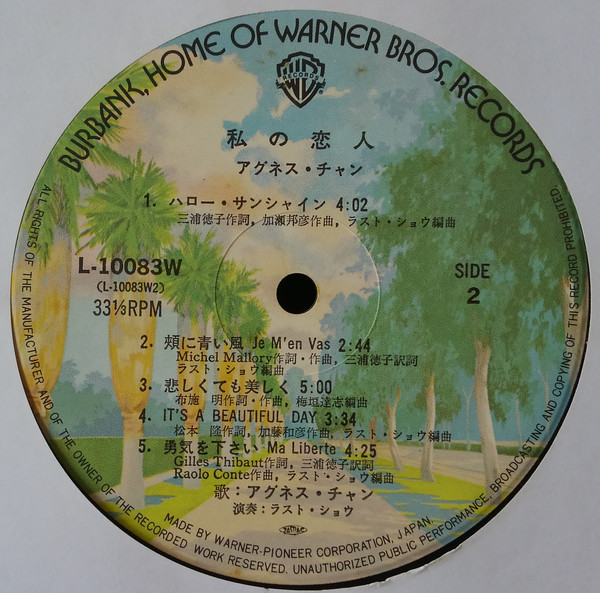 BURBANK, HOME OF WARNER BROS. RECORDS
RECORDS
私の恋人
アグネス・チャン
1. ハロー・サンシャイン 4:02
三浦徳子作詞, 加瀬邦彦作曲, ラスト・ショウ編曲
L-10083W
(L-10083W2)
33⅓RPM
SIDE
2
2. 頬に青い風 Je M'en Vas 2:44
Michel Mallory作詞・作曲, 三浦徳子訳詞
ラスト・ショウ編曲
3. 悲しくても美しく 5:00
布施 明作詞・作曲, 梅垣達志編曲
4. IT'S A BEAUTIFUL DAY 3:34
松本 隆作詞, 加藤和彦作曲, ラスト・ショウ編曲
5. 勇気を下さい Ma Liberte 4:25
Gilles Thibaut作詞, 三浦徳子訳詞
Raolo Conte作曲, ラスト・ショウ編曲
歌：アグネス・チャン
演奏：ラスト・ショウ
MADE BY WARNER-PIONEER CORPORATION, JAPAN.
ALL RIGHTS OF THE MANUFACTURER AND OF THE OWNER OF THE RECORDED WORK RESERVED. UNAUTHORIZED PUBLIC PERFORMANCE, BROADCASTING AND COPYING OF THIS RECORD PROHIBITED.